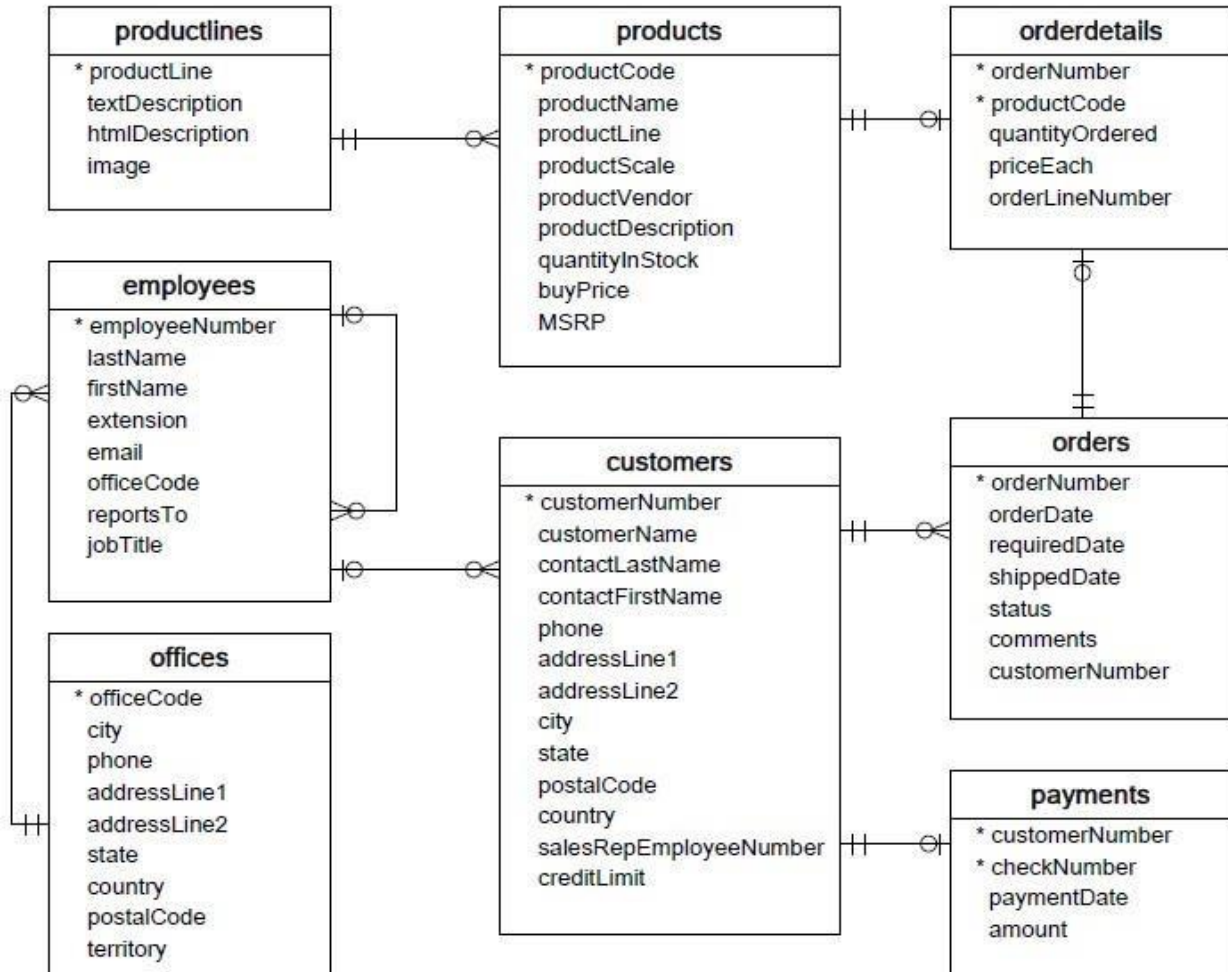 productlines
* productLine
textDescription
htmlDescription
image
products
* productCode
productName
productLine
productScale
productVendor
productDescription
quantityInStock
buyPrice
MSRP
orderdetails
* orderNumber
* productCode
quantityOrdered
priceEach
orderLineNumber
employees
* employeeNumber
lastName
firstName
extension
email
officeCode
reportsTo
jobTitle
customers
* customerNumber
customerName
contactLastName
contactFirstName
phone
addressLine1
addressLine2
city
state
postalCode
country
salesRepEmployeeNumber
creditLimit
orders
* orderNumber
orderDate
requiredDate
shippedDate
status
comments
customerNumber
offices
* officeCode
city
phone
addressLine1
addressLine2
state
country
postalCode
territory
payments
* customerNumber
* checkNumber
paymentDate
amount